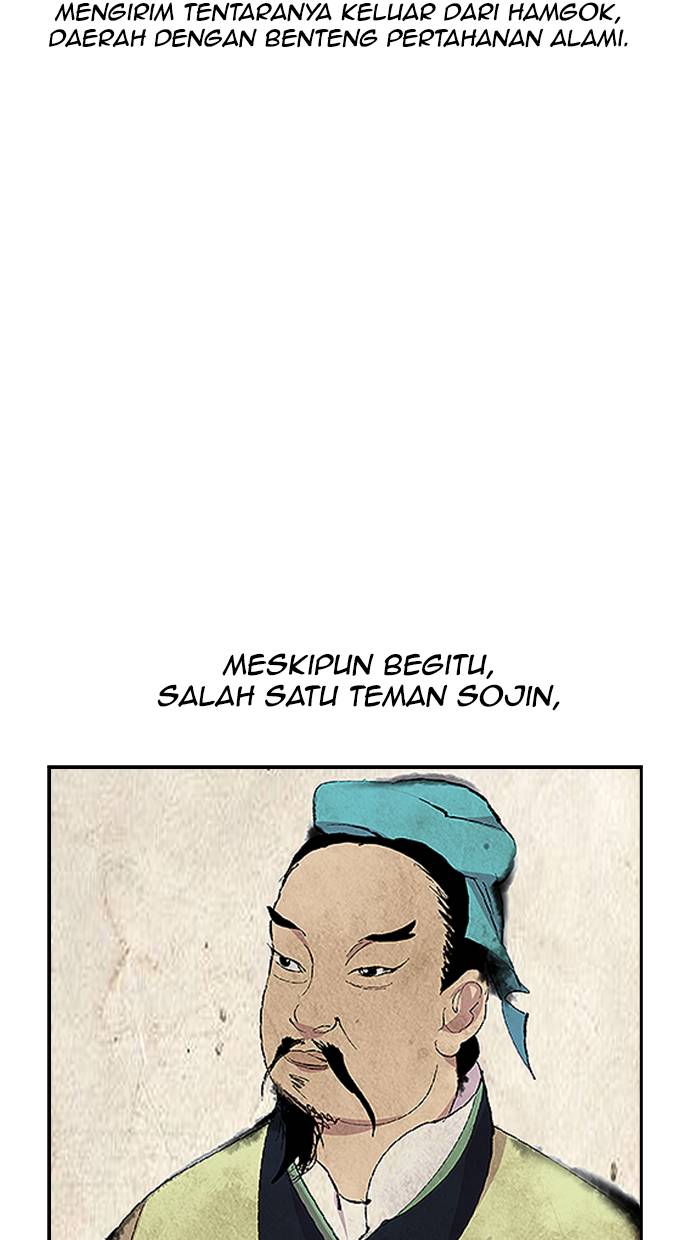 MENGIRIM TENTARANYA KELUAR DARI HAMGOK,
DAERAH DENGAN BENTENG PERTAHANAN ALAMI.
MESKIPUN BEGITU,
SALAH SATU TEMAN SOJIN,